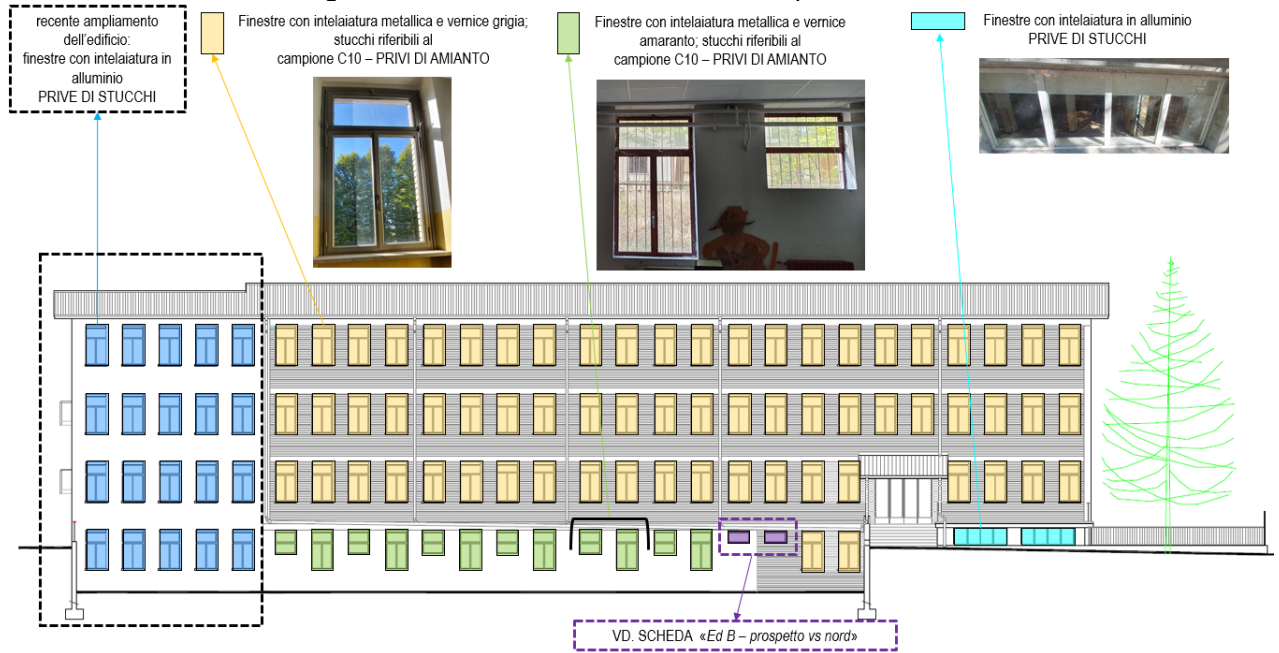 recente ampliamento
dell'edificio:
finestre con intelaiatura in
alluminio
PRIVE DI STUCCHI
Finestre con intelaiatura metallica e vernice grigia;
stucchi riferibili al
campione C10 – PRIVI DI AMIANTO
Finestre con intelaiatura metallica e vernice
amaranto; stucchi riferibili al
campione C10 – PRIVI DI AMIANTO
Finestre con intelaiatura in alluminio
PRIVE DI STUCCHI
VD. SCHEDA «Ed B – prospetto vs nord»